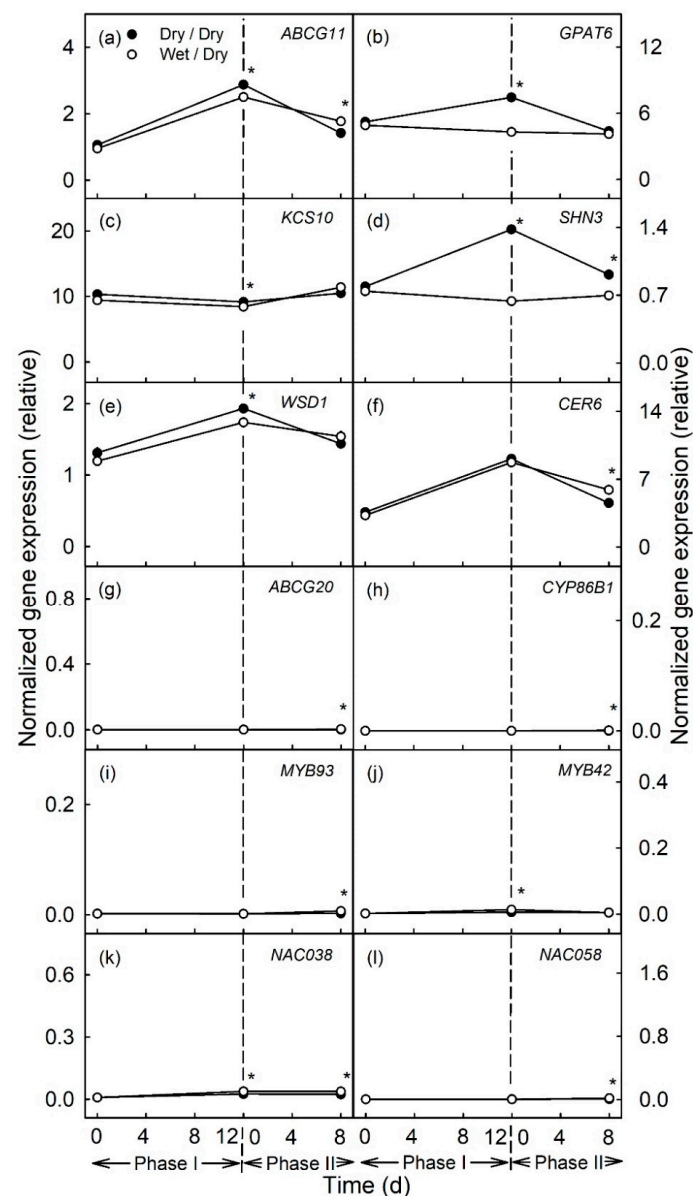 (a) ● Dry / Dry ABCG11
○ Wet / Dry
*
*
4
2
0
(b) GPAT6
*
12
6
0
(c) KCS10
*
20
10
0
(d) SHN3
*
*
1.4
0.7
0.0
(e) WSD1
*
2
1
0
(f) CER6
*
14
7
0
(g) ABCG20
*
0.8
0.4
0.0
(h) CYP86B1
*
0.2
0.0
(i) MYB93
*
0.2
0.0
(j) MYB42
*
0.4
0.2
0.0
(k) NAC038
* *
0.6
0.3
0.0
(l) NAC058
*
1.6
0.8
0.0
Normalized gene expression (relative)
Normalized gene expression (relative)
0 4 8 12 0 4 8 0 4 8 12 0 4 8
Phase I Phase II Phase I Phase II
Time (d)